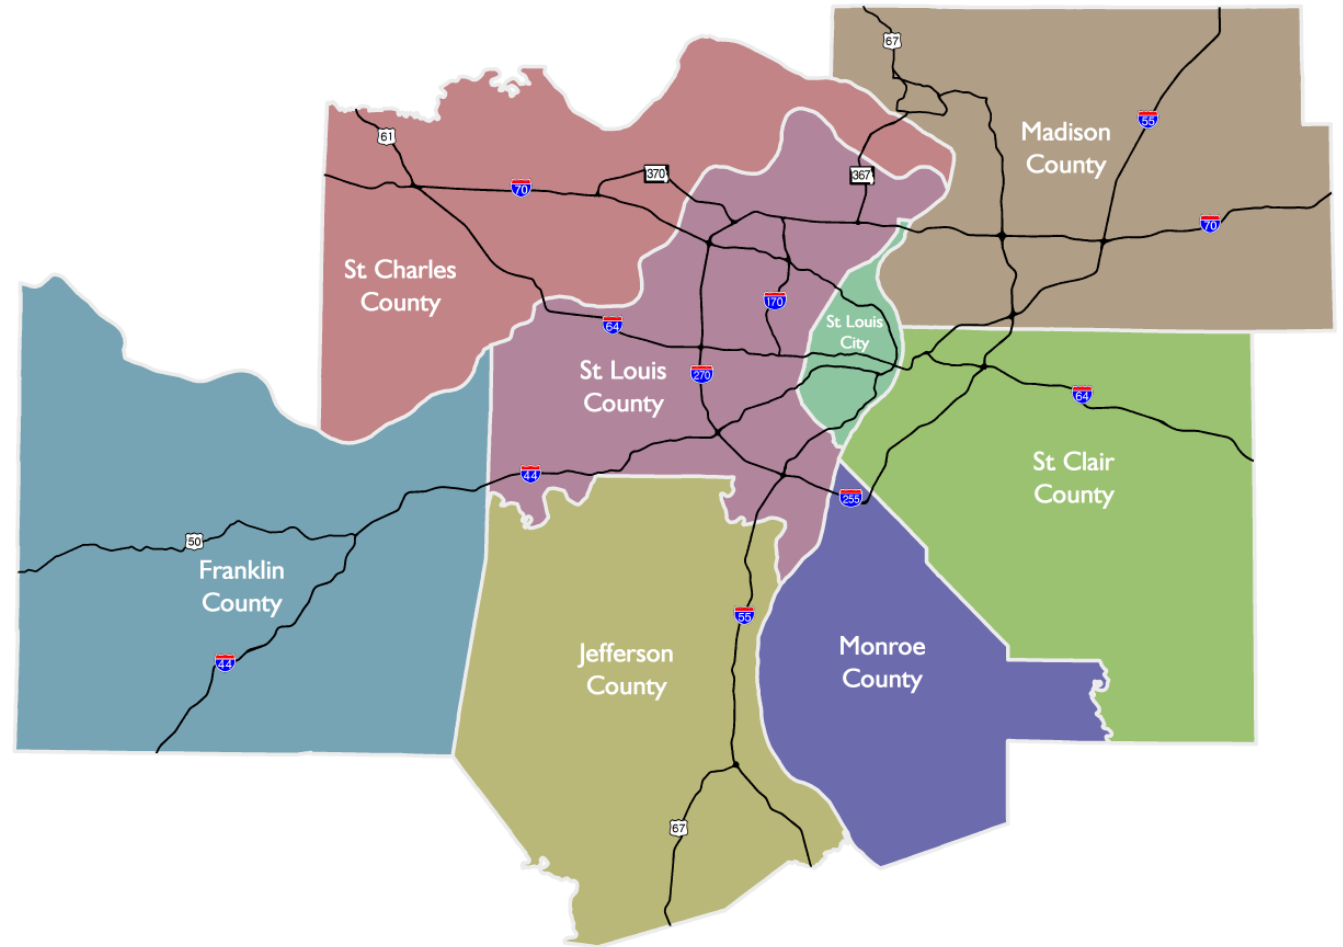 67
55
Madison
County
61
370
367
70
70
St. Charles
County
170
St. Louis
City
64
St. Louis
County
270
64
44
St. Clair
County
255
50
Franklin
County
55
44
Jefferson
County
Monroe
County
67